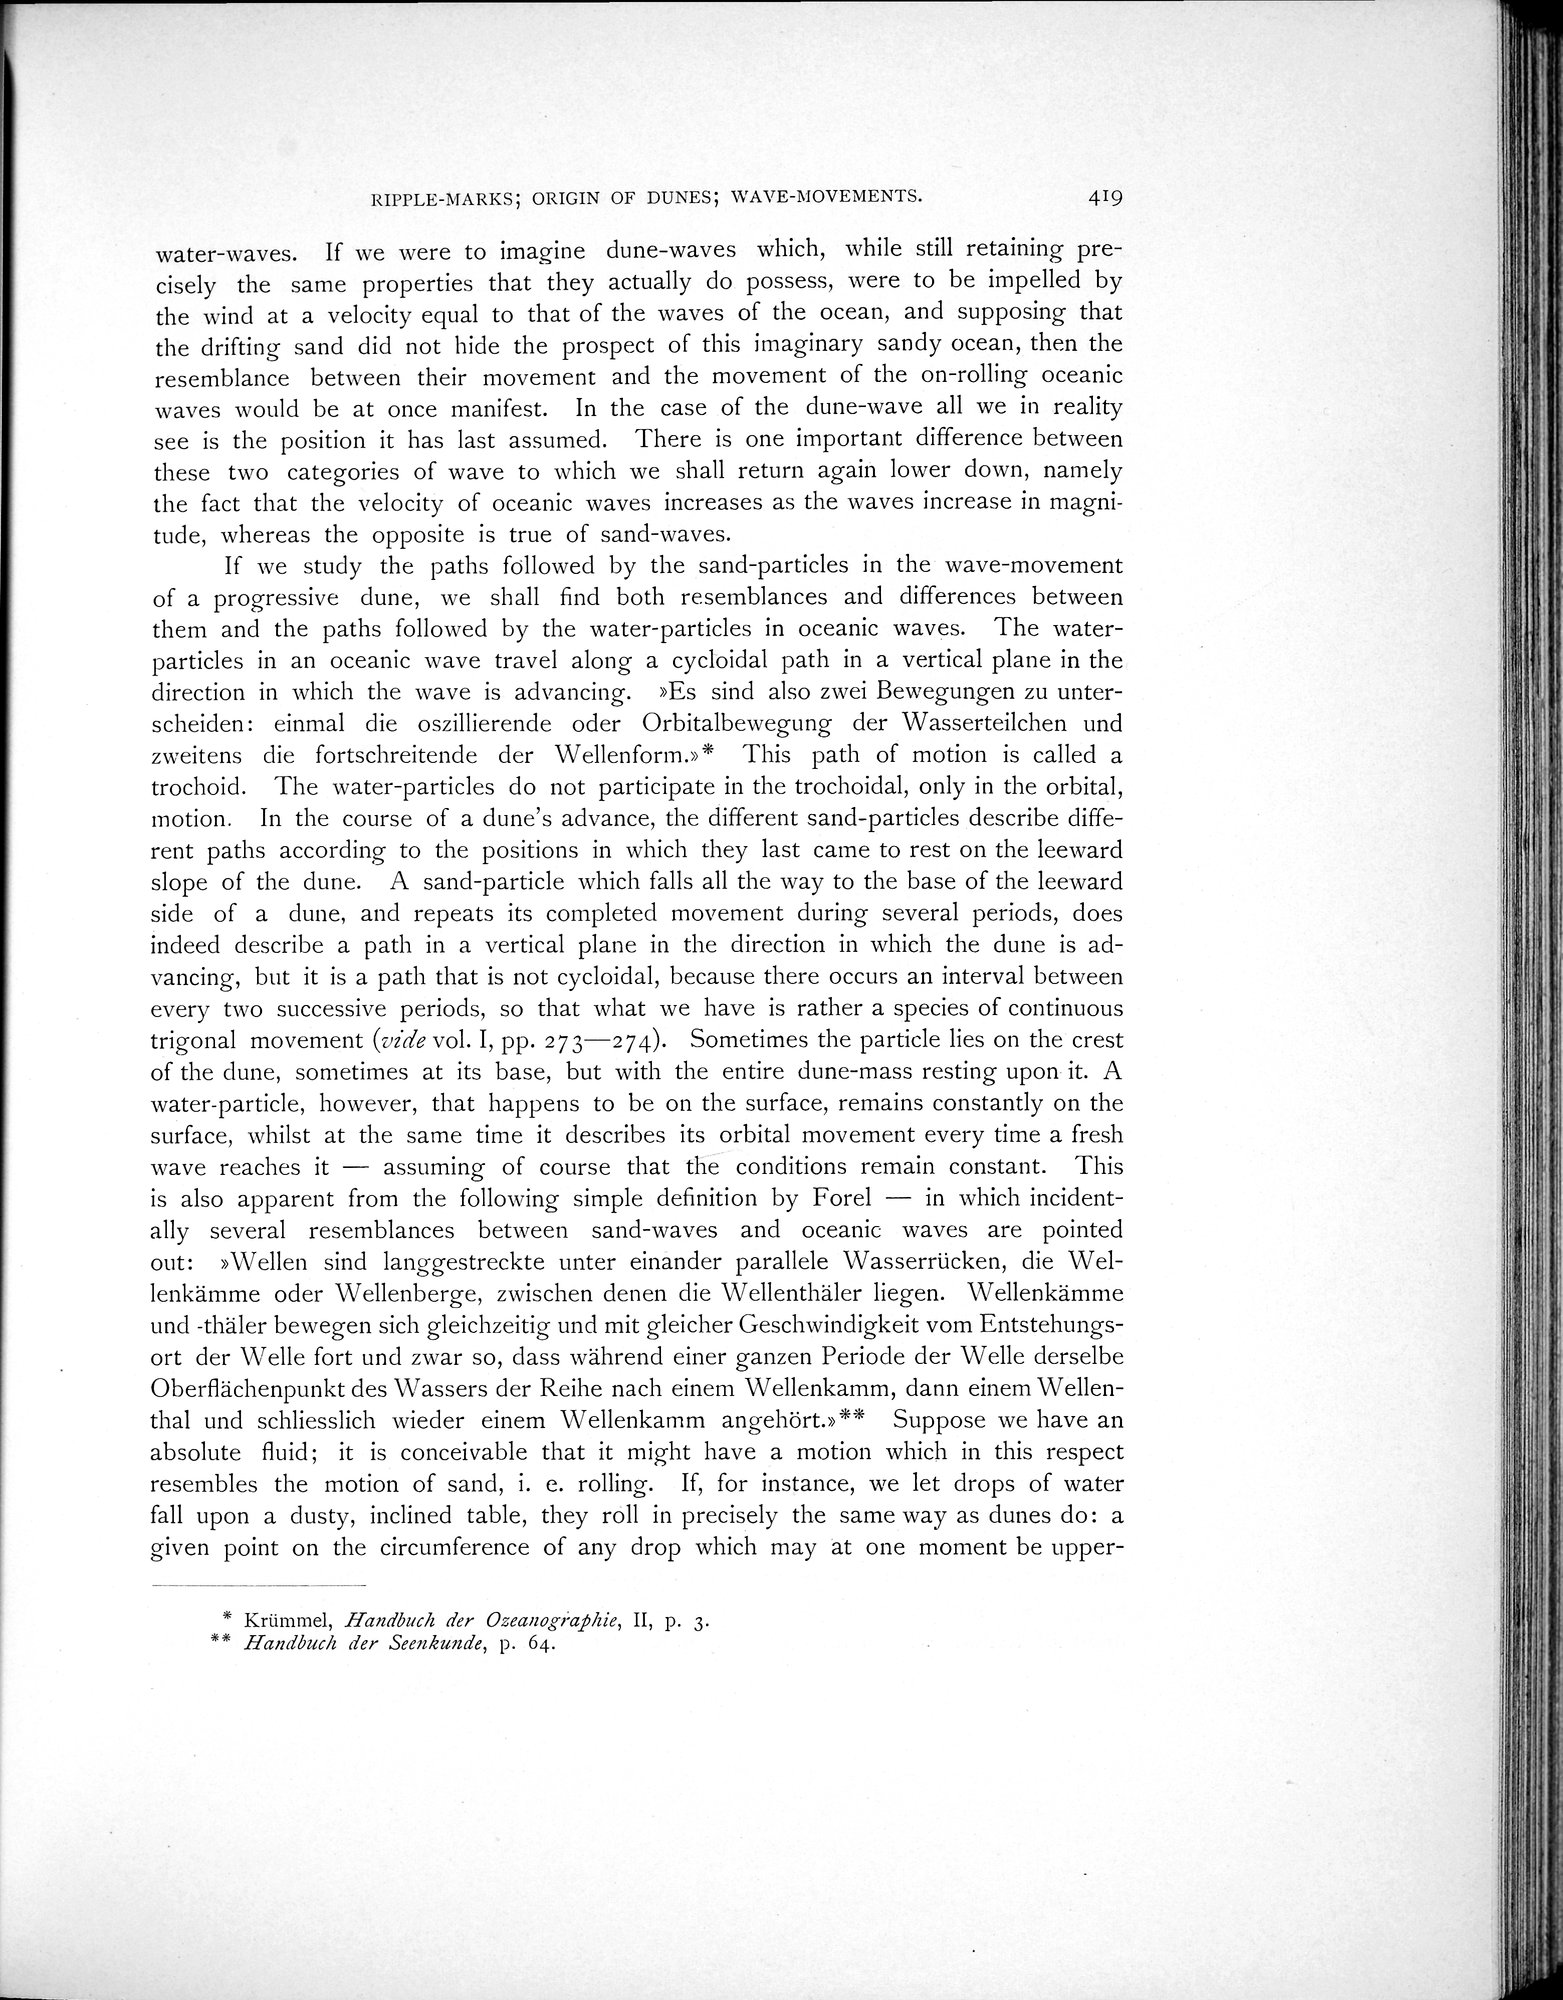 RIPPLE-MARKS; ORIGIN OF DUNES; WAVE-MOVEMENTS. 419
water-waves. If we were to imagine dune-waves which, while still retaining pre-
cisely the same properties that they actually do possess, were to be impelled by
the wind at a velocity equal to that of the waves of the ocean, and supposing that
the drifting sand did not hide the prospect of this imaginary sandy ocean, then the
resemblance between their movement and the movement of the on-rolling oceanic
waves would be at once manifest. In the case of the dune-wave all we in reality
see is the position it has last assumed. There is one important difference between
these two categories of wave to which we shall return again lower down, namely
the fact that the velocity of oceanic waves increases as the waves increase in magni-
tude, whereas the opposite is true of sand-waves.
If we study the paths followed by the sand-particles in the wave-movement
of a progressive dune, we shall find both resemblances and differences between
them and the paths followed by the water-particles in oceanic waves. The water-
particles in an oceanic wave travel along a cycloidal path in a vertical plane in the
direction in which the wave is advancing. »Es sind also zwei Bewegungen zu unter-
scheiden: einmal die oszillierende oder Orbitalbewegung der Wasserteilchen und
zweitens die fortschreitende der Wellenform.»* This path of motion is called a
trochoid. The water-particles do not participate in the trochoidal, only in the orbital,
motion. In the course of a dune's advance, the different sand-particles describe diffe-
rent paths according to the positions in which they last came to rest on the leeward
slope of the dune. A sand-particle which falls all the way to the base of the leeward
side of a dune, and repeats its completed movement during several periods, does
indeed describe a path in a vertical plane in the direction in which the dune is ad-
vancing, but it is a path that is not cycloidal, because there occurs an interval between
every two successive periods, so that what we have is rather a species of continuous
trigonal movement (vide vol. I, pp. 273—274). Sometimes the particle lies on the crest
of the dune, sometimes at its base, but with the entire dune-mass resting upon it. A
water-particle, however, that happens to be on the surface, remains constantly on the
surface, whilst at the same time it describes its orbital movement every time a fresh
wave reaches it — assuming of course that the conditions remain constant. This
is also apparent from the following simple definition by Forel — in which incident-
ally several resemblances between sand-waves and oceanic waves are pointed
out: »Wellen sind langgestreckte unter einander parallele Wasserrücken, die Wel-
lenkämme oder Wellenberge, zwischen denen die Wellenthäler liegen. Wellenkämme
und -thäler bewegen sich gleichzeitig und mit gleicher Geschwindigkeit vom Entstehungs-
ort der Welle fort und zwar so, dass während einer ganzen Periode der Welle derselbe
Oberflächenpunkt des Wassers der Reihe nach einem Wellenkamm, dann einem Wellen-
thal und schliesslich wieder einem Wellenkamm angehört.»** Suppose we have an
absolute fluid; it is conceivable that it might have a motion which in this respect
resembles the motion of sand, i. e. rolling. If, for instance, we let drops of water
fall upon a dusty, inclined table, they roll in precisely the same way as dunes do: a
given point on the circumference of any drop which may at one moment be upper-
* Krümmel, Handbuch der Ozeanographie, II, p. 3.
** Handbuch der Seenkunde, p. 64.